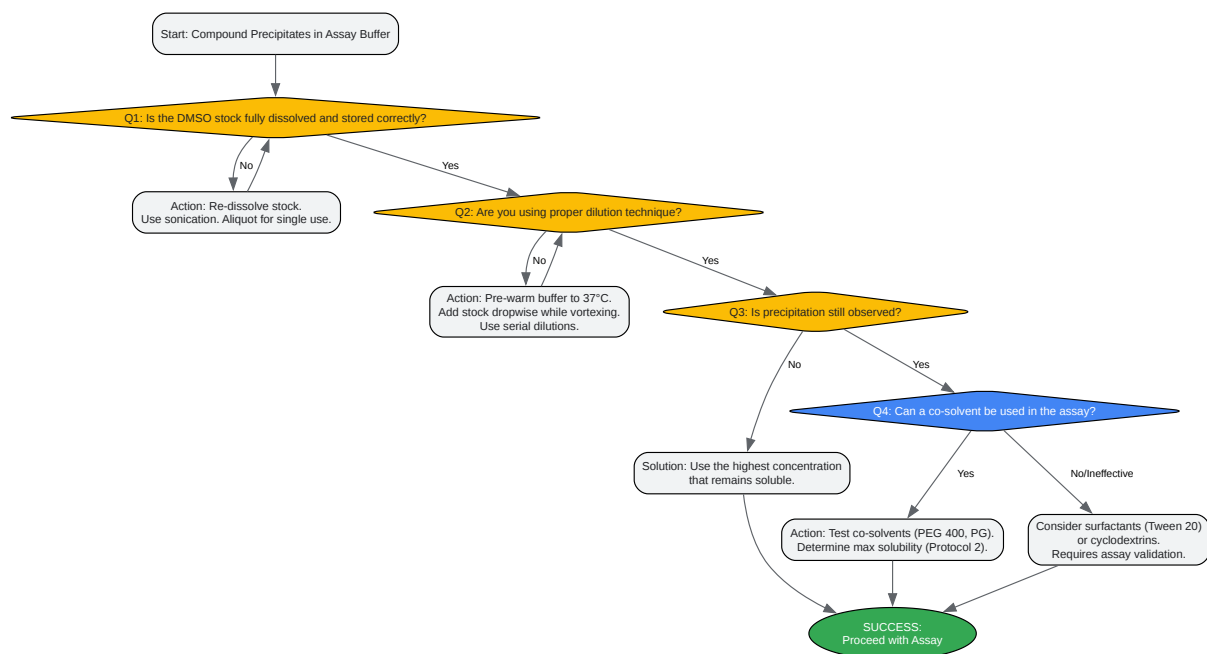 Start: Compound Precipitates in Assay Buffer
Q1: Is the DMSO stock fully dissolved and stored correctly?
No
Yes
Action: Re-dissolve stock.
Use sonication. Aliquot for single use.
Q2: Are you using proper dilution technique?
No
Yes
Action: Pre-warm buffer to 37°C.
Add stock dropwise while vortexing.
Use serial dilutions.
Q3: Is precipitation still observed?
No
Yes
Q4: Can a co-solvent be used in the assay?
Solution: Use the highest concentration
that remains soluble.
Yes
No/Ineffective
Action: Test co-solvents (PEG 400, PG).
Determine max solubility (Protocol 2).
Consider surfactants (Tween 20)
or cyclodextrins.
Requires assay validation.
SUCCESS:
Proceed with Assay